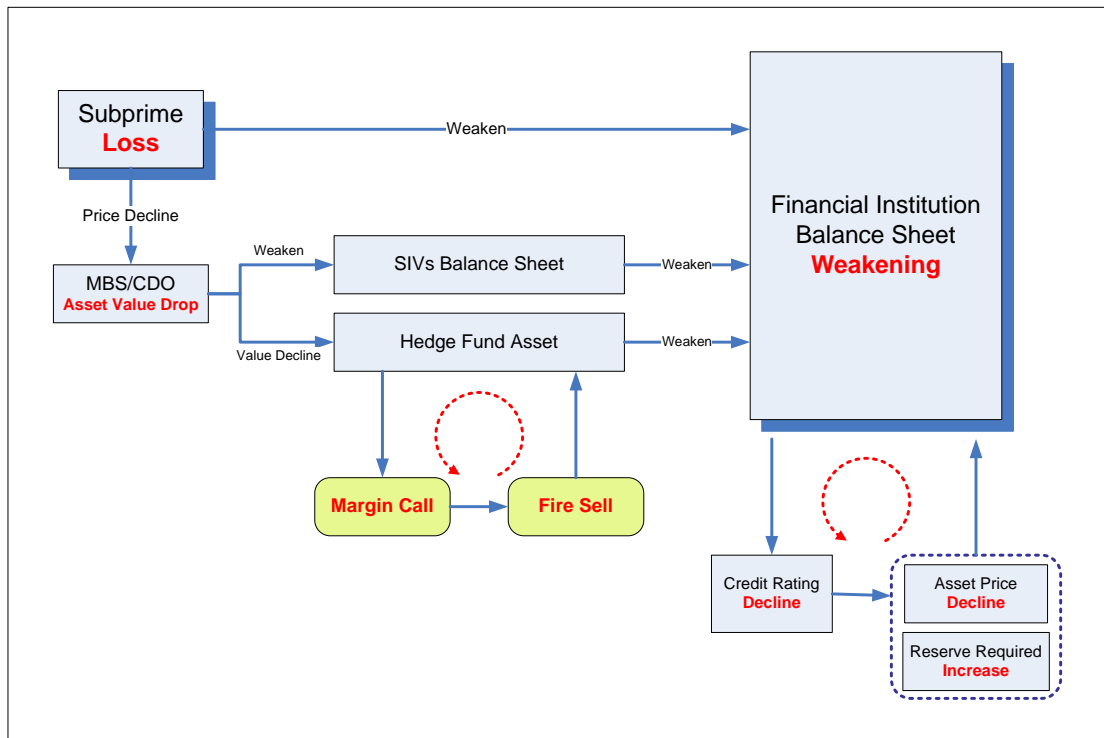 Subprime
Loss
Weaken
Price Decline
MBS/CDO
Asset Value Drop
Weaken
SIVs Balance Sheet
Weaken
Value Decline
Hedge Fund Asset
Weaken
Financial Institution
Balance Sheet
Weakening
Margin Call
Fire Sell
Credit Rating
Decline
Asset Price
Decline
Reserve Required
Increase